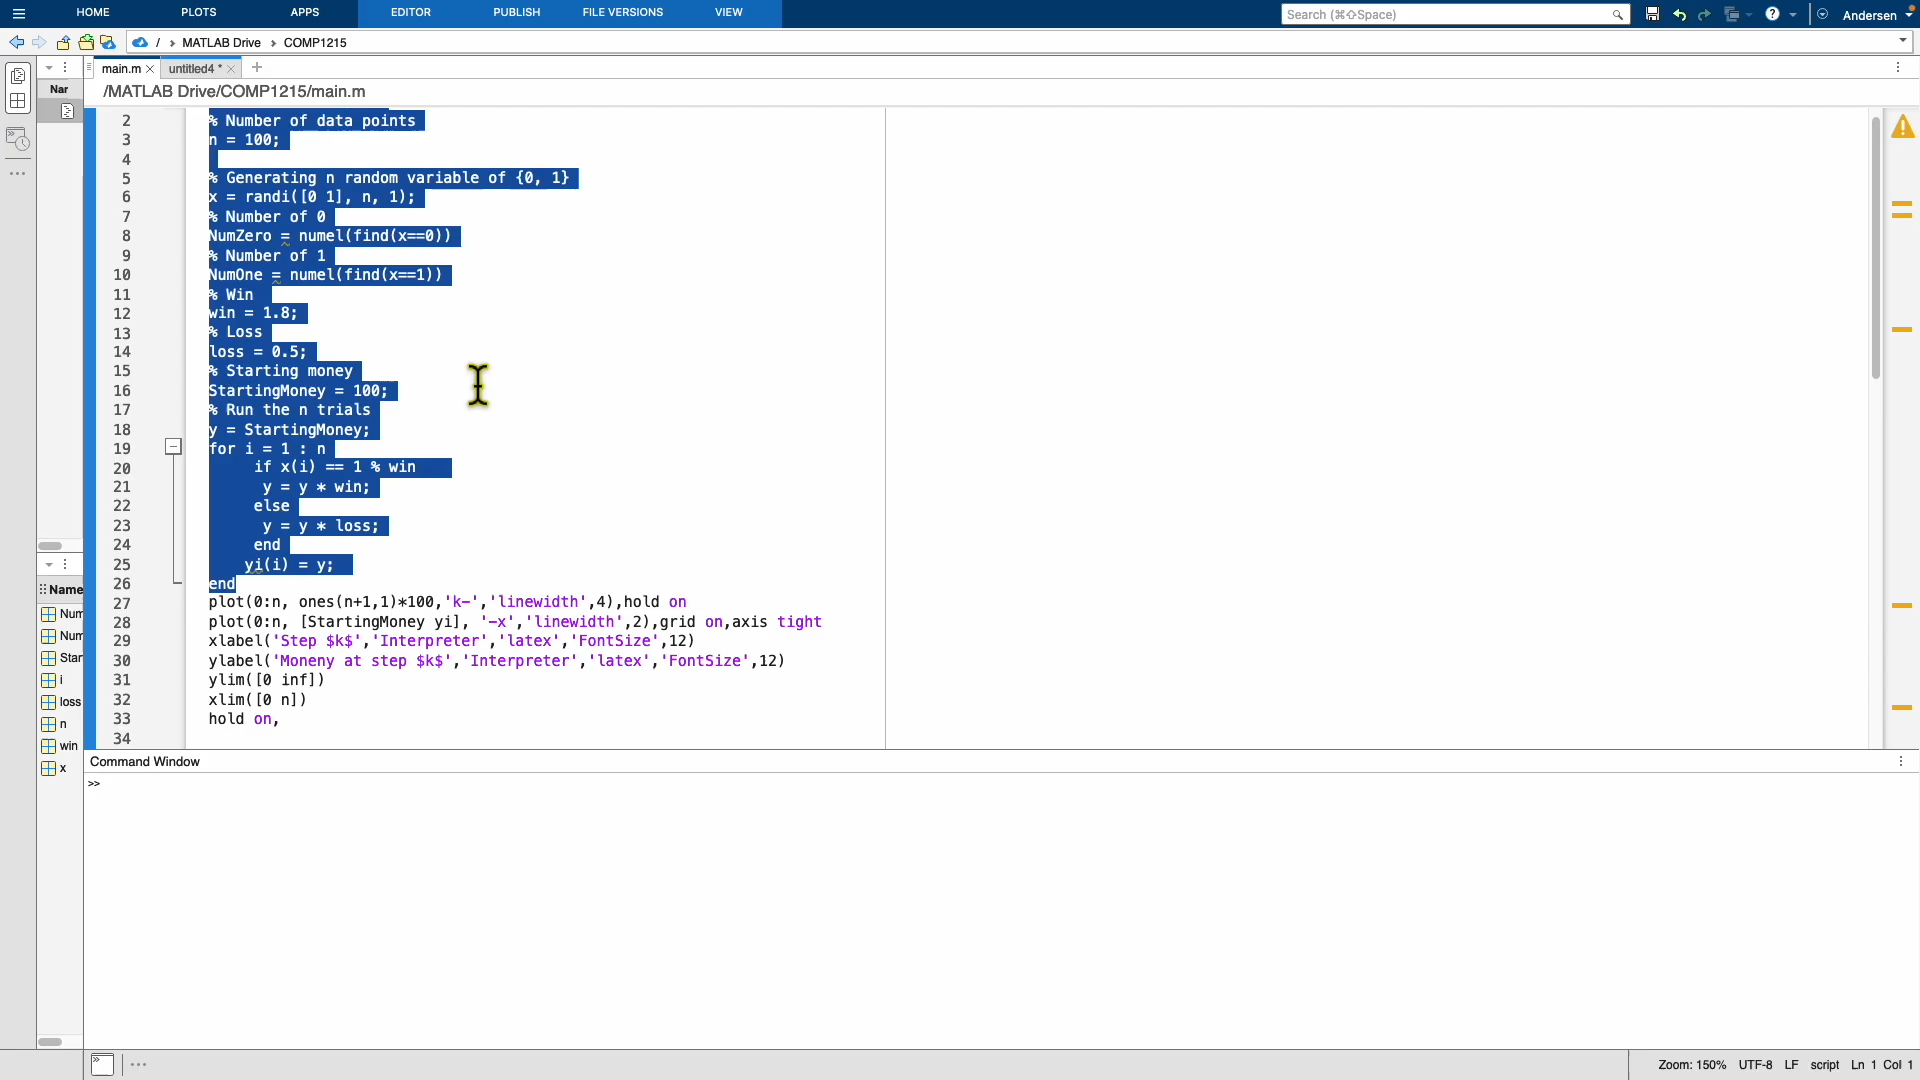 HOME PLOTS APPS EDITOR PUBLISH FILE VERSIONS VIEW Search (⌘⇧Space) Andersen
/ › MATLAB Drive › COMP1215
main.m × untitled4 * × +
Nar
/MATLAB Drive/COMP1215/main.m
2 % Number of data points
3 n = 100;
4
5 % Generating n random variable of {0, 1}
6 x = randi([0 1], n, 1);
7 % Number of 0
8 NumZero = numel(find(x==0))
9 % Number of 1
10 NumOne = numel(find(x==1))
11 % Win
12 win = 1.8;
13 % Loss
14 loss = 0.5;
15 % Starting money
16 StartingMoney = 100;
17 % Run the n trials
18 y = StartingMoney;
19 for i = 1 : n
20 if x(i) == 1 % win
21 y = y * win;
22 else
23 y = y * loss;
24 end
25 yi(i) = y;
26 end
27 plot(0:n, ones(n+1,1)*100,'k-','linewidth',4),hold on
28 plot(0:n, [StartingMoney yi], '-x','linewidth',2),grid on,axis tight
29 xlabel('Step $k$','Interpreter','latex','FontSize',12)
30 ylabel('Moneny at step $k$','Interpreter','latex','FontSize',12)
31 ylim([0 inf])
32 xlim([0 n])
33 hold on,
34
Name
Num
Num
Star
i
loss
n
win
x
Command Window
>>
Zoom: 150% UTF-8 LF script Ln 1 Col 1